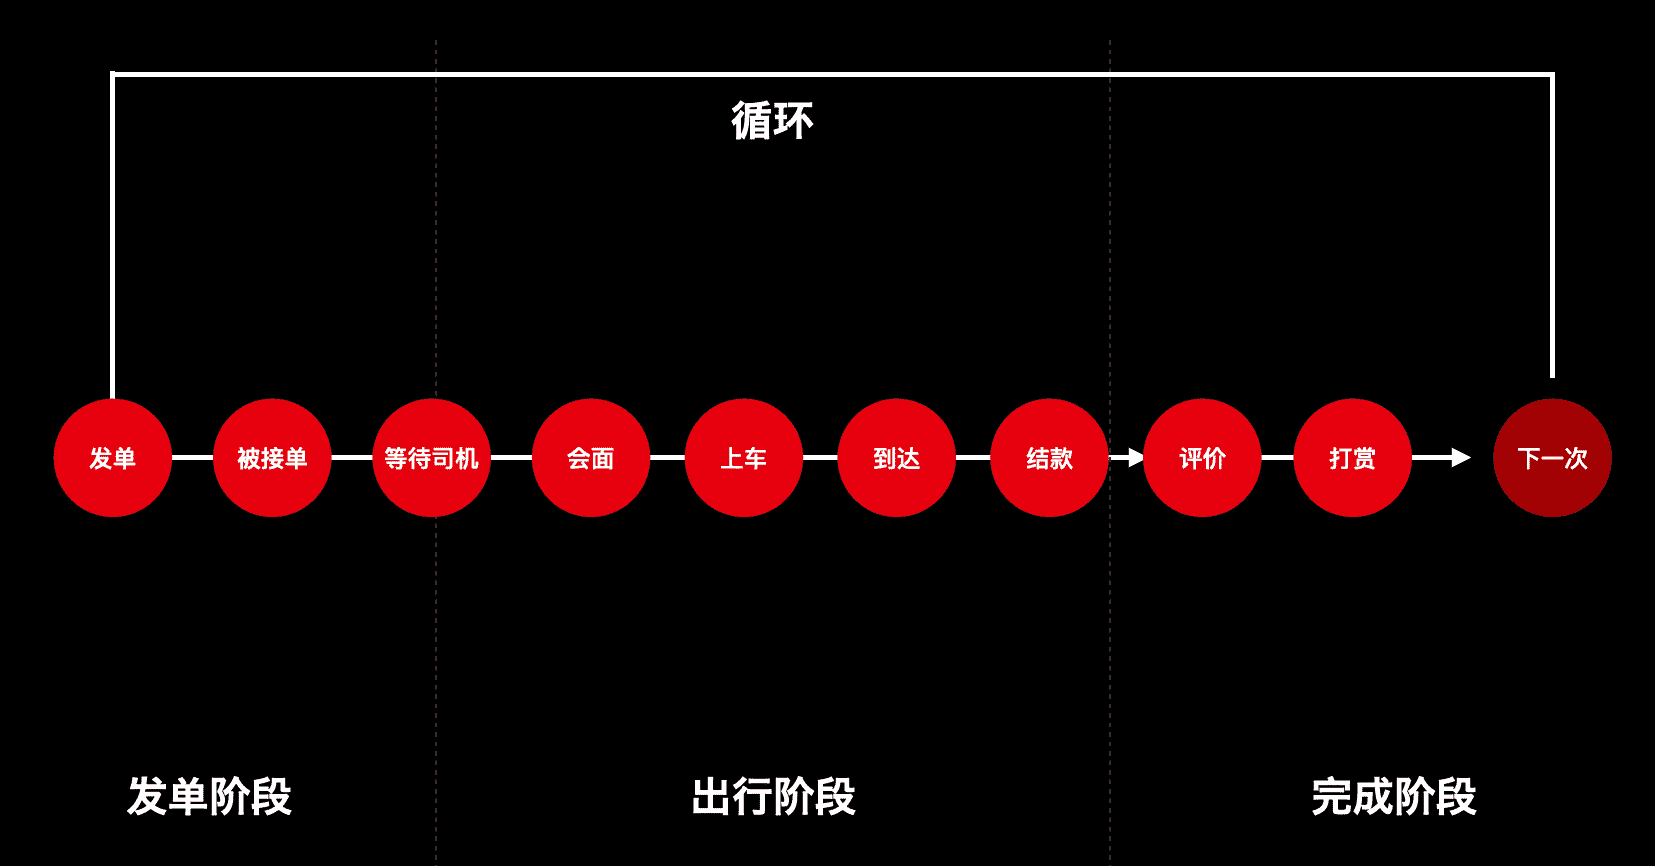 循环
发单
被接单
等待司机
会面
上车
到达
结款
评价
打赏
下一次
发单阶段
出行阶段
完成阶段